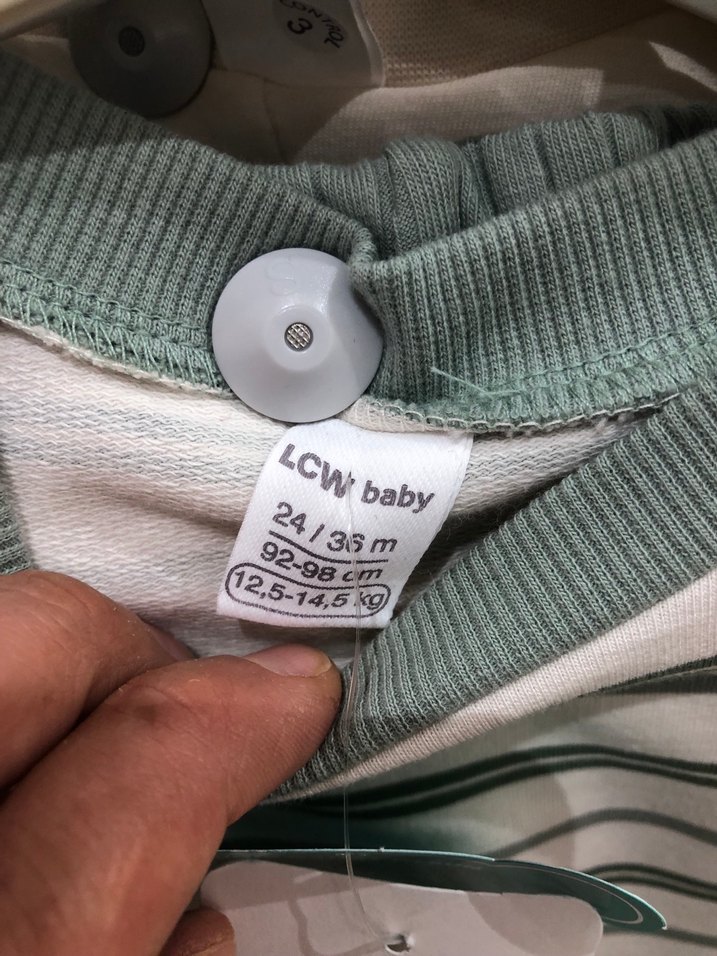 CONTROL
3
LCW baby
24 / 36 m
92-98 cm
12,5-14,5 kg